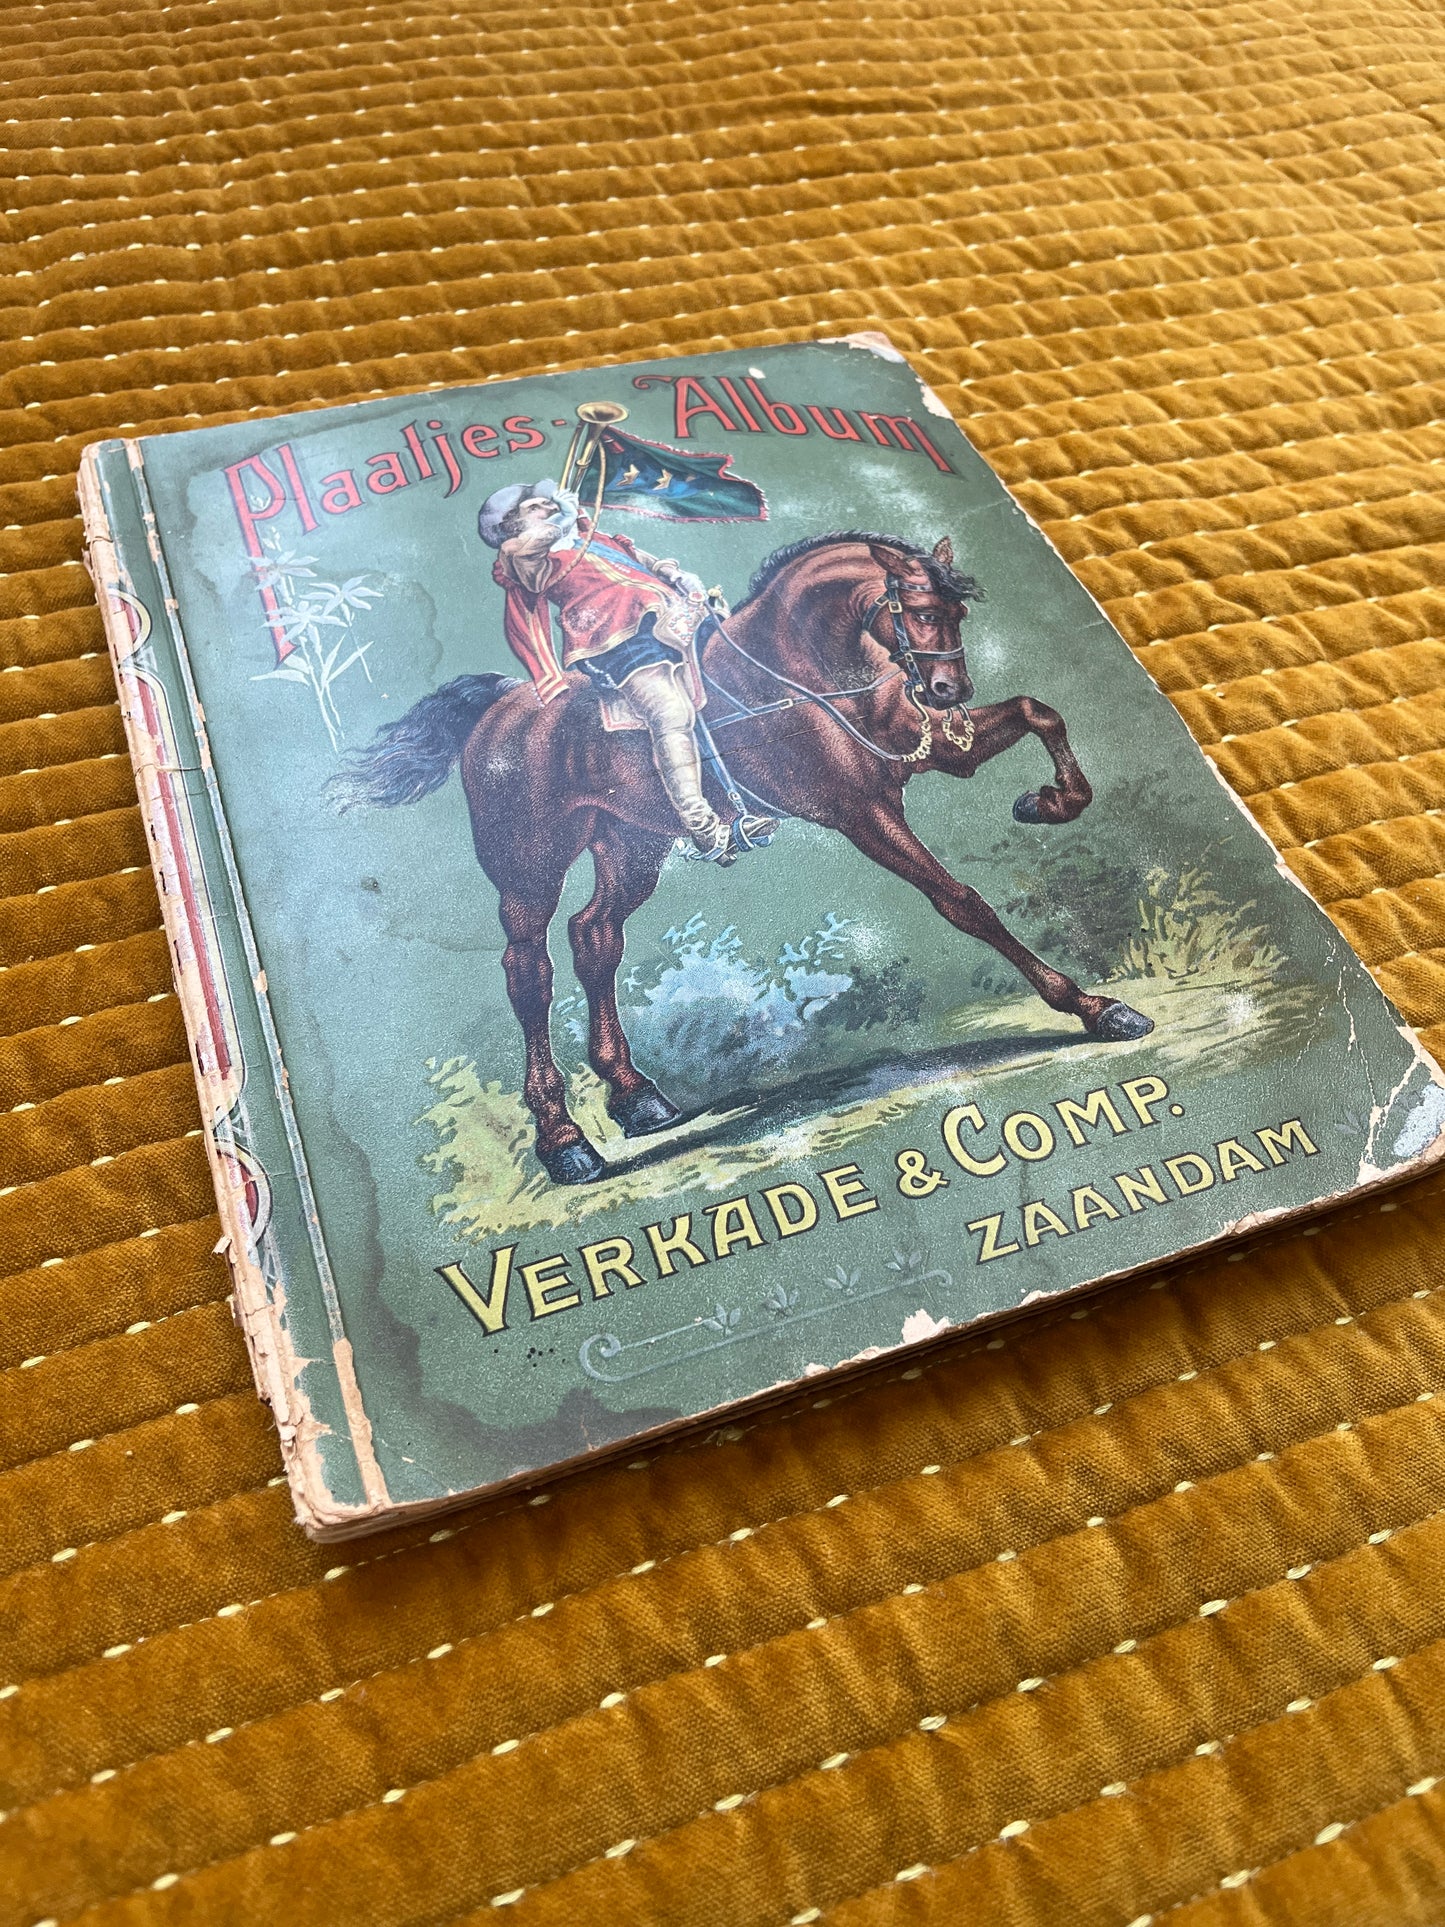 Plaatjes-Album
VERKADE & COMP.
ZAANDAM